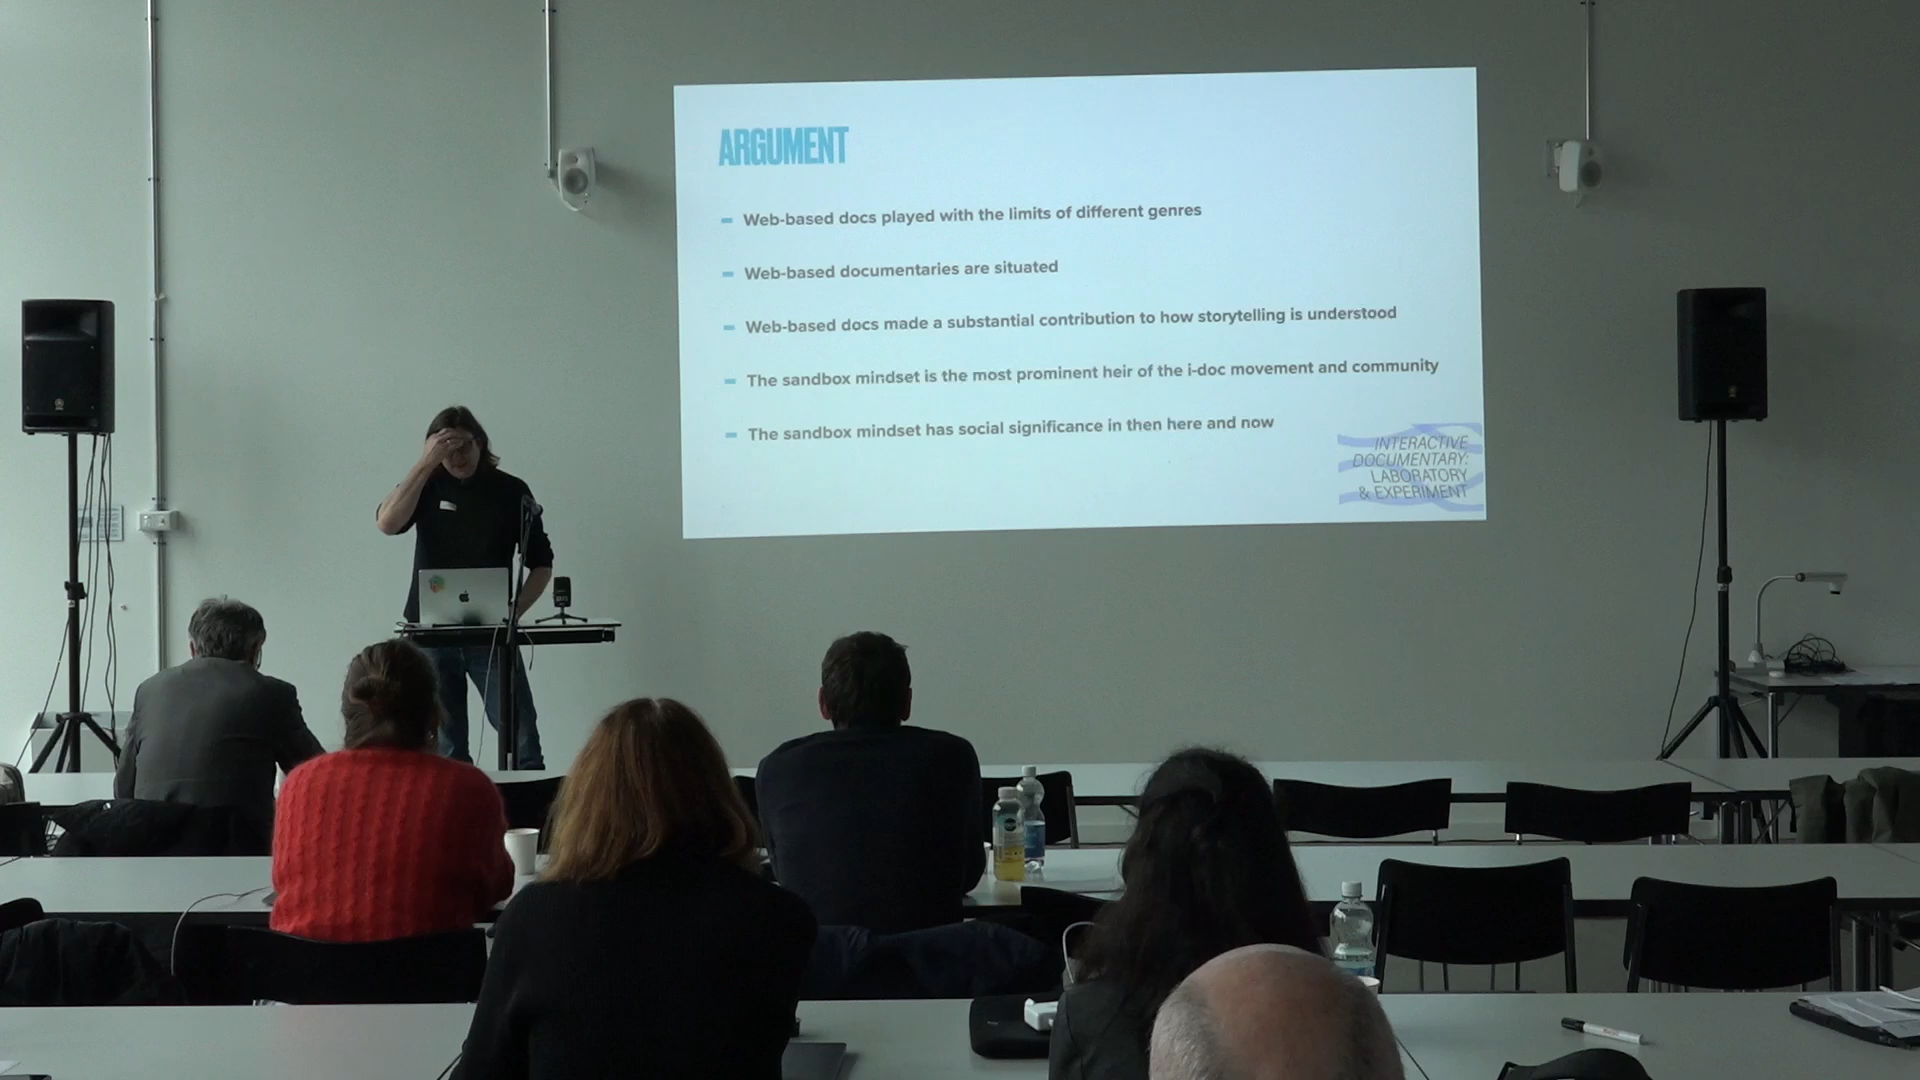 ARGUMENT
Web-based docs played with the limits of different genres
Web-based documentaries are situated
Web-based docs made a substantial contribution to how storytelling is understood
The sandbox mindset is the most prominent heir of the i-doc movement and community
The sandbox mindset has social significance in then here and now
INTERACTIVE
DOCUMENTARY:
LABORATORY
& EXPERIMENT